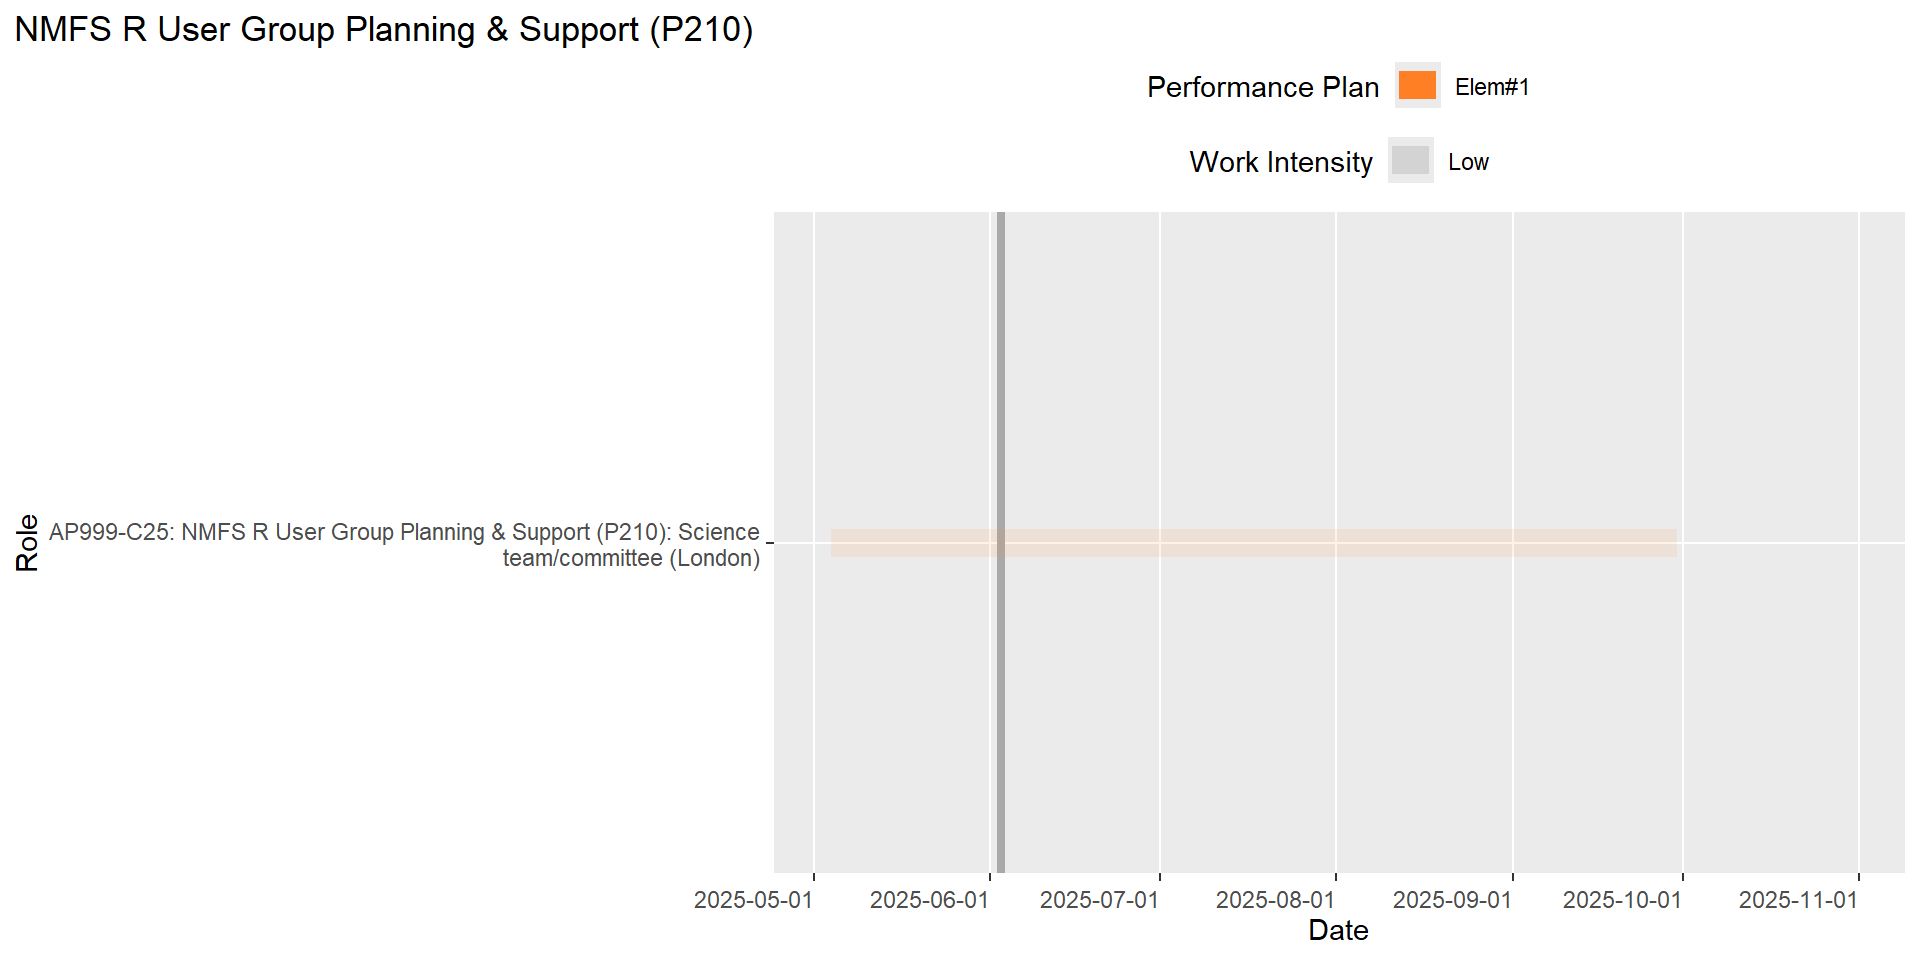 NMFS R User Group Planning & Support (P210)
Performance Plan
Elem#1
Work Intensity
Low
Role
AP999-C25: NMFS R User Group Planning & Support (P210): Science
team/committee (London)
2025-05-01
2025-06-01
2025-07-01
2025-08-01
2025-09-01
2025-10-01
2025-11-01
Date